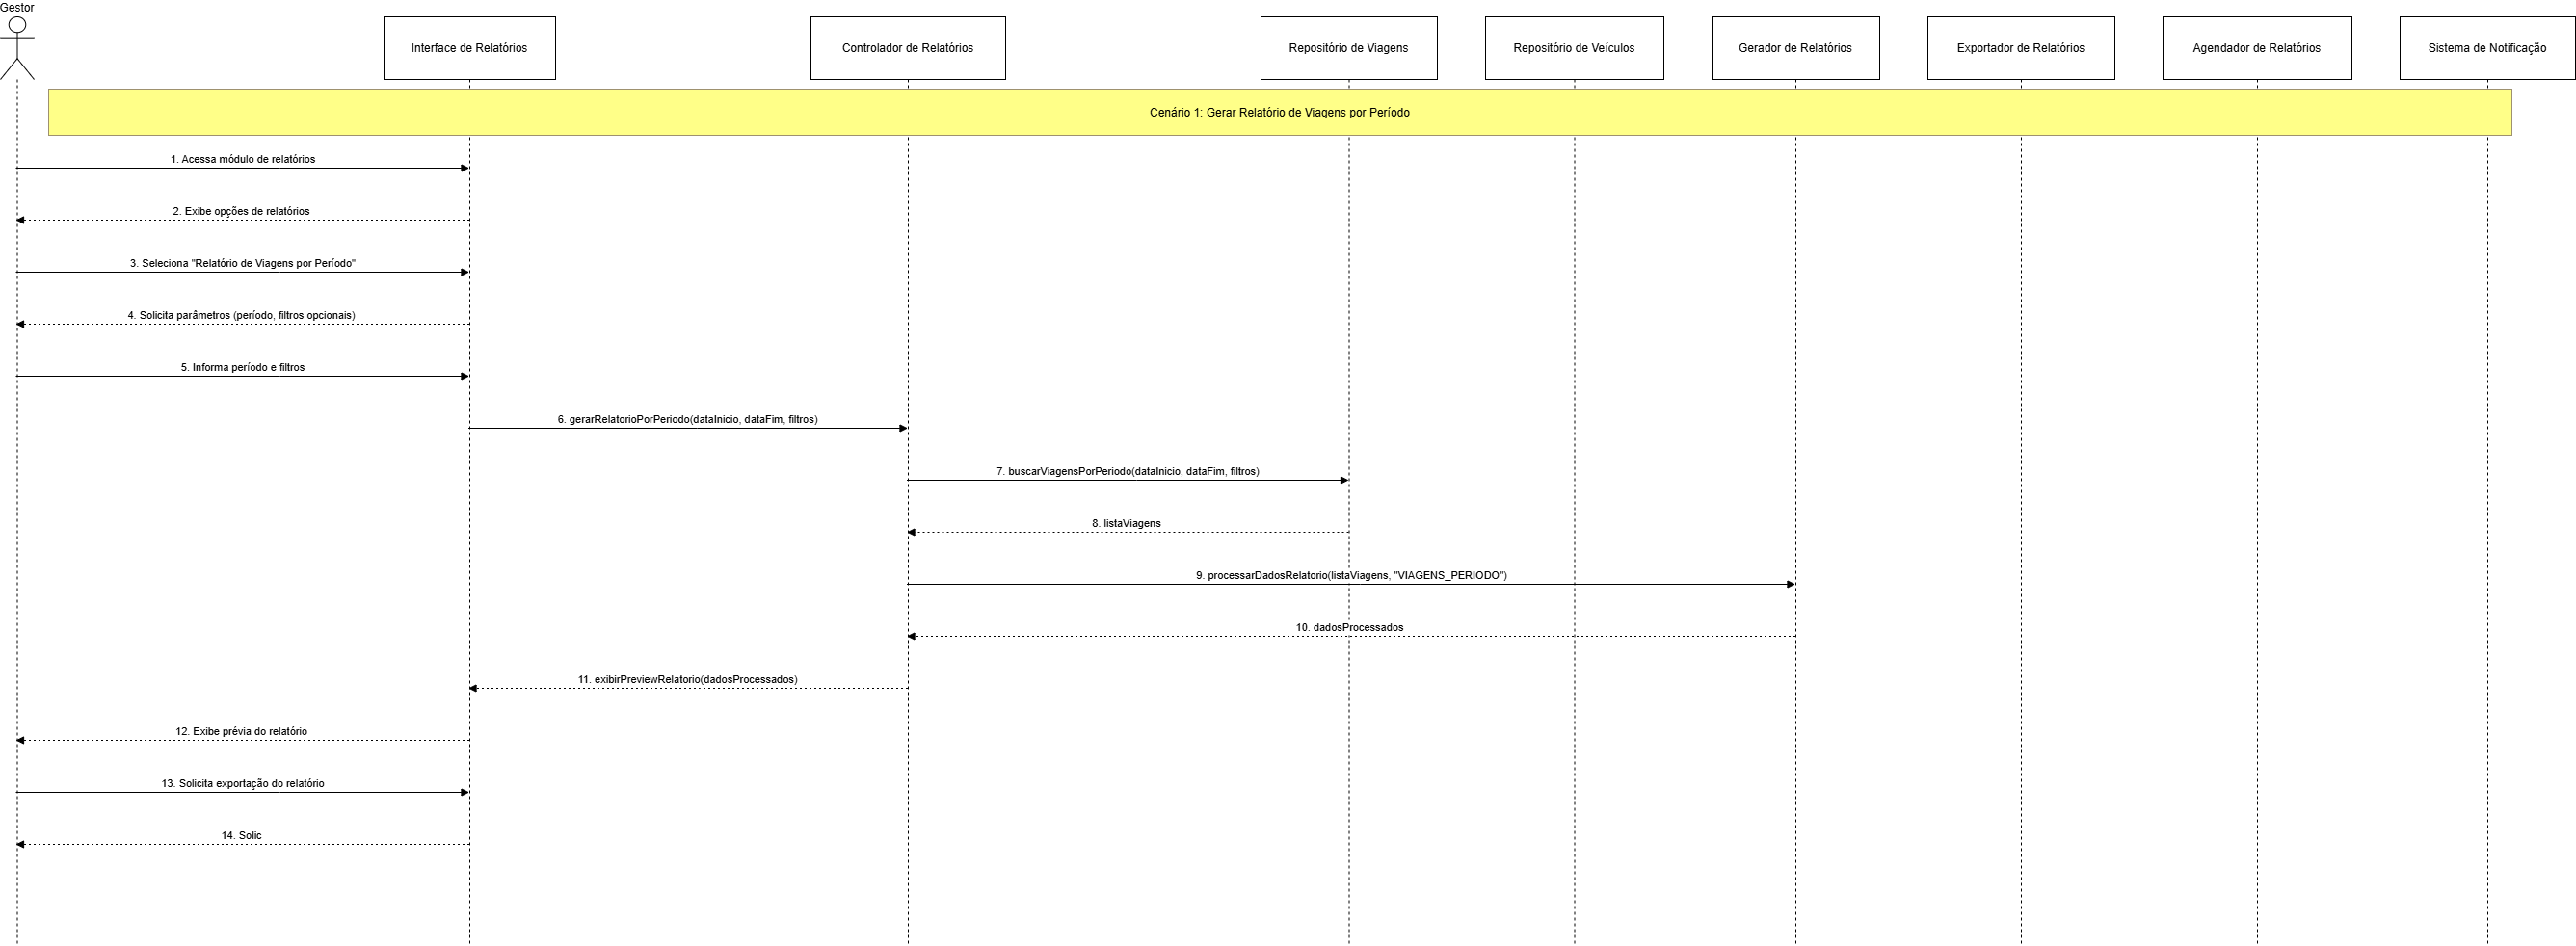 Gestor
Interface de Relatórios
Controlador de Relatórios
Repositório de Viagens
Repositório de Veículos
Gerador de Relatórios
Exportador de Relatórios
Agendador de Relatórios
Sistema de Notificação
Cenário 1: Gerar Relatório de Viagens por Período
1. Acessa módulo de relatórios
2. Exibe opções de relatórios
3. Seleciona "Relatório de Viagens por Período"
4. Solicita parâmetros (período, filtros opcionais)
5. Informa período e filtros
6. gerarRelatorioPorPeriodo(dataInicio, dataFim, filtros)
7. buscarViagensPorPeriodo(dataInicio, dataFim, filtros)
8. listaViagens
9. processarDadosRelatorio(listaViagens, "VIAGENS_PERIODO")
10. dadosProcessados
11. exibirPreviewRelatorio(dadosProcessados)
12. Exibe prévia do relatório
13. Solicita exportação do relatório
14. Solic